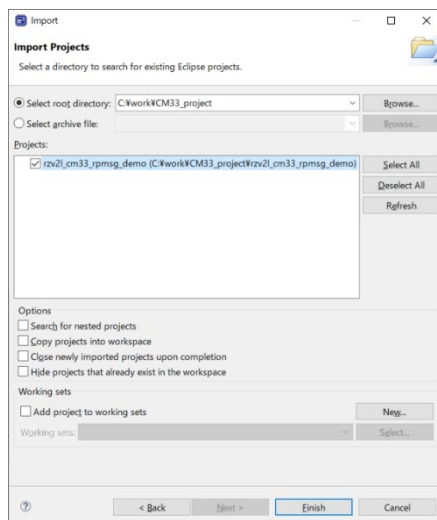 Import
Import Projects
Select a directory to search for existing Eclipse projects.
Select root directory: C:¥work¥CM33_project Browse...
Select archive file: Browse...
Projects:
rzv2l_cm33_rpmsg_demo (C:¥work¥CM33_project¥rzv2l_cm33_rpmsg_demo)
Select All
Deselect All
Refresh
Options
Search for nested projects
Copy projects into workspace
Close newly imported projects upon completion
Hide projects that already exist in the workspace
Working sets
Add project to working sets New...
Working sets: Select...
? < Back Next > Finish Cancel